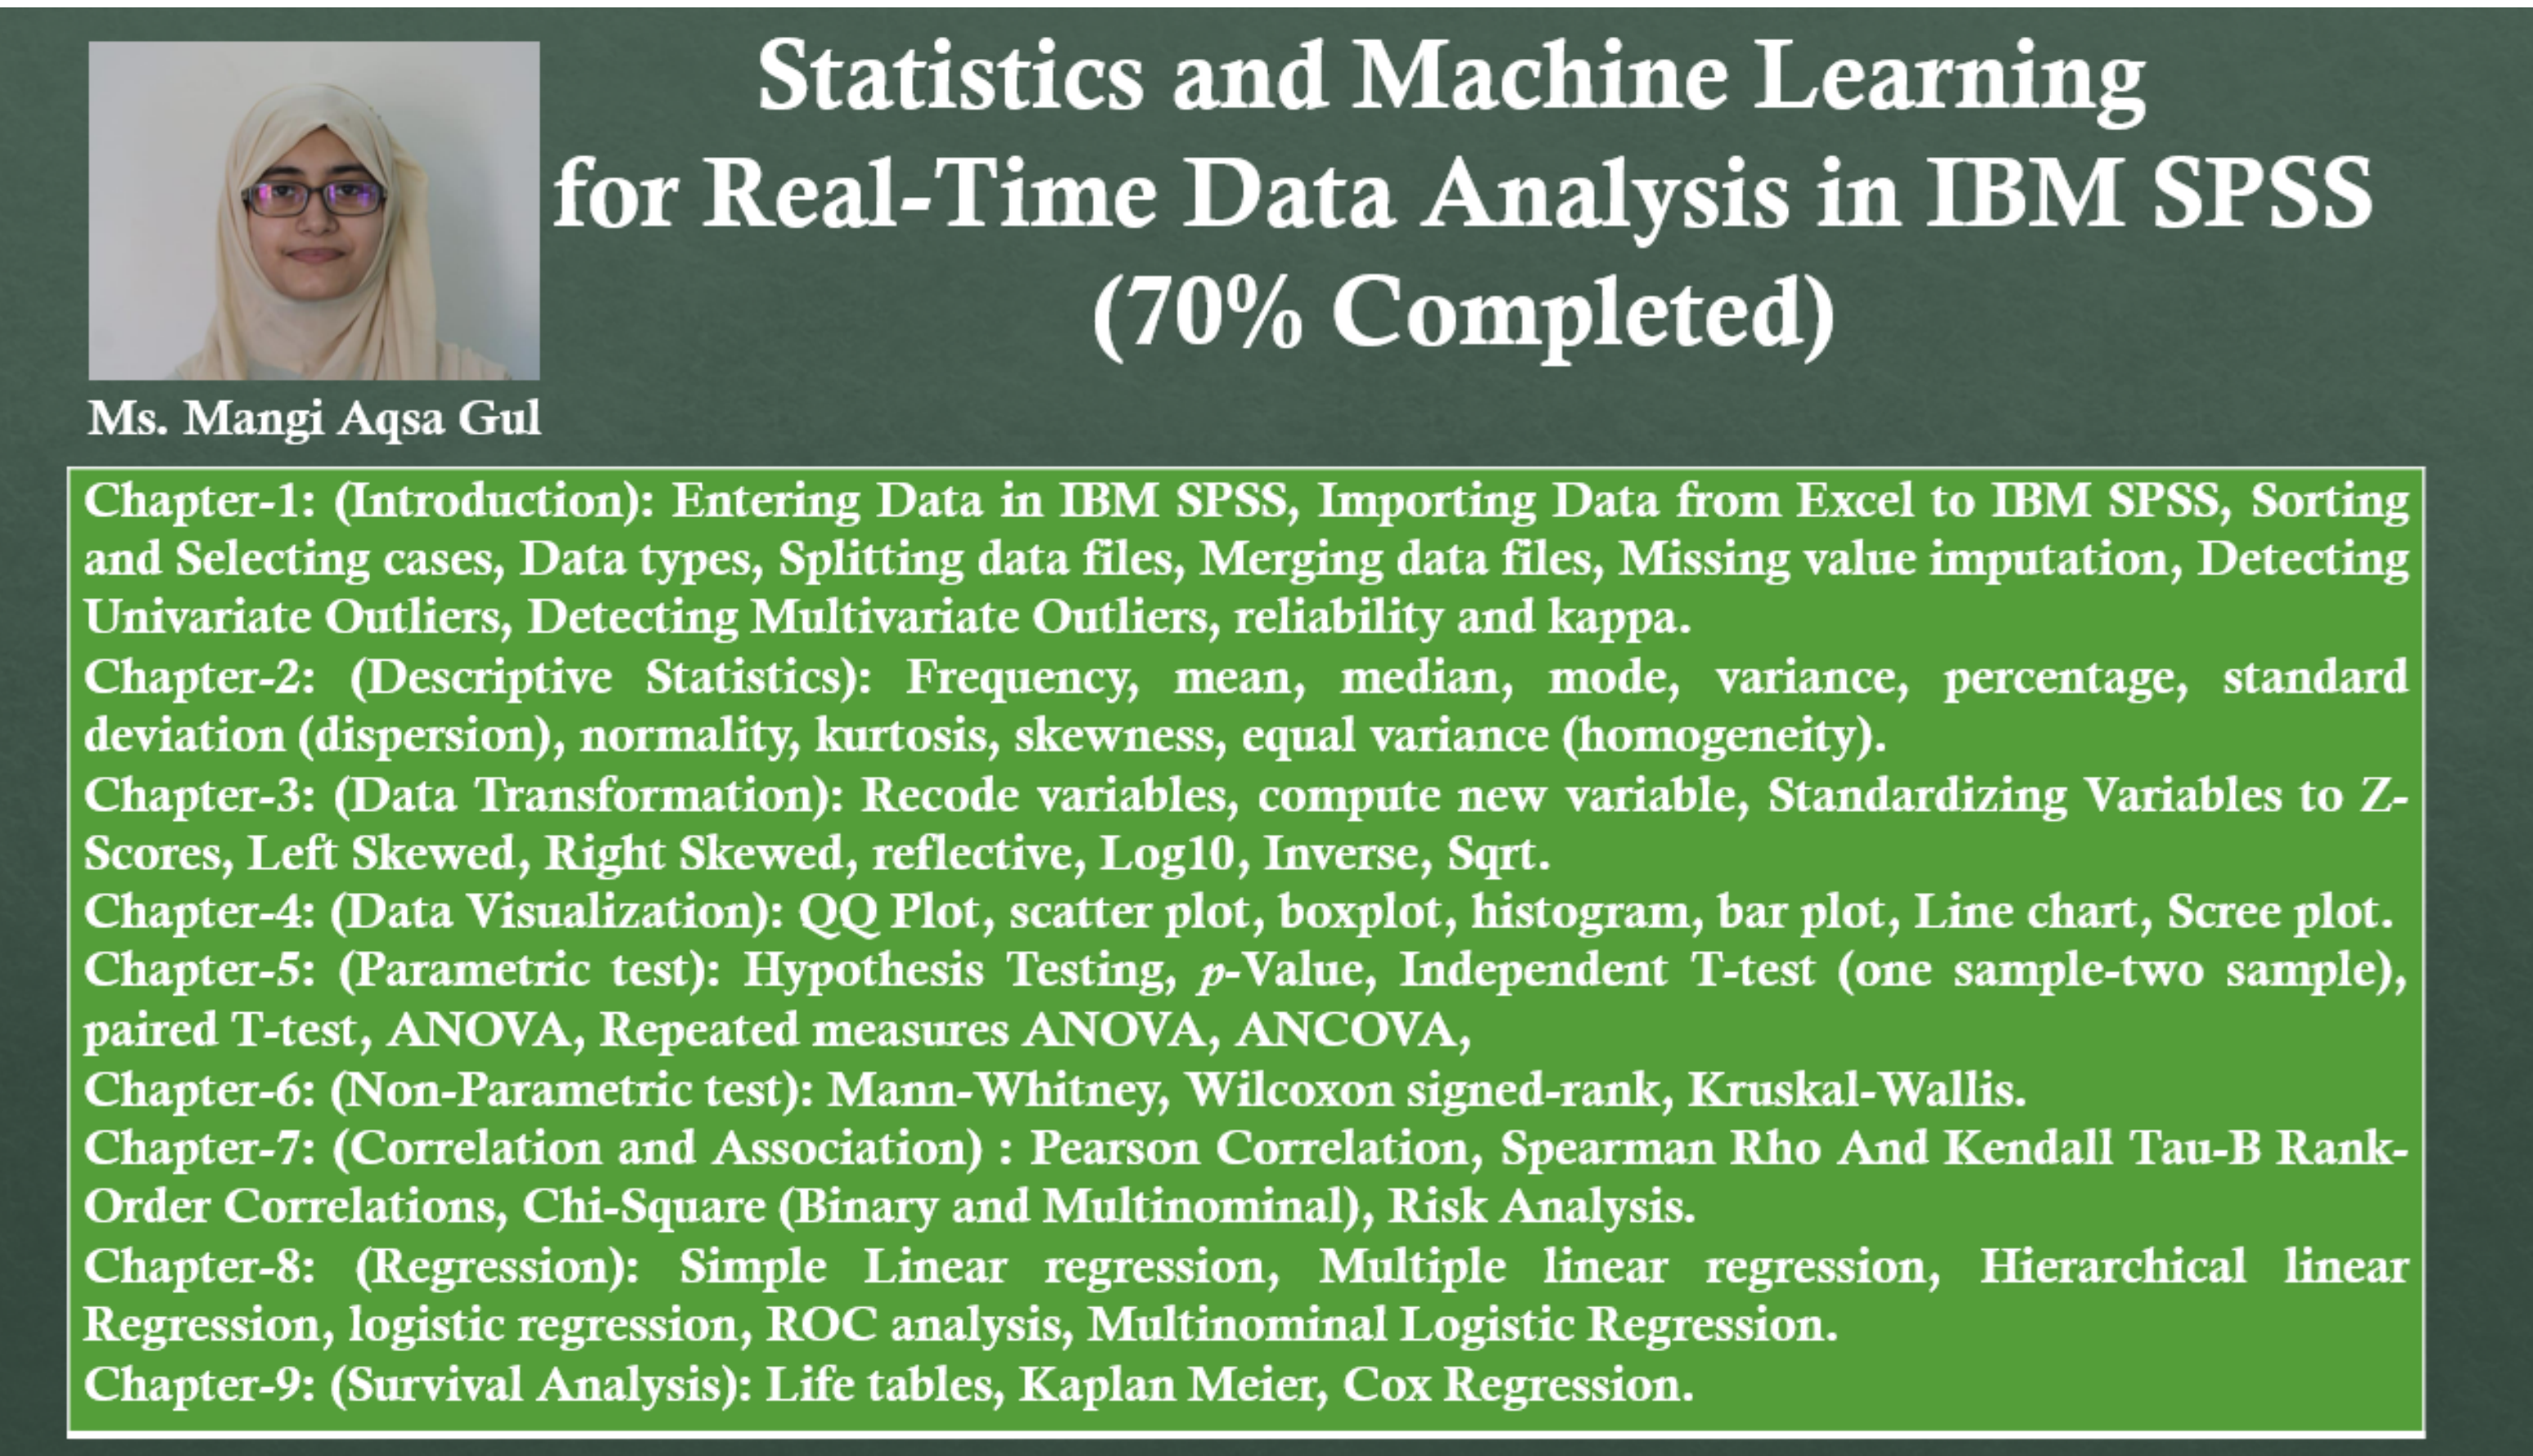 Statistics and Machine Learning
for Real-Time Data Analysis in IBM SPSS
(70% Completed)
Ms. Mangi Aqsa Gul
Chapter-1: (Introduction): Entering Data in IBM SPSS, Importing Data from Excel to IBM SPSS, Sorting
and Selecting cases, Data types, Splitting data files, Merging data files, Missing value imputation, Detecting
Univariate Outliers, Detecting Multivariate Outliers, reliability and kappa.
Chapter-2: (Descriptive Statistics): Frequency, mean, median, mode, variance, percentage, standard
deviation (dispersion), normality, kurtosis, skewness, equal variance (homogeneity).
Chapter-3: (Data Transformation): Recode variables, compute new variable, Standardizing Variables to Z-
Scores, Left Skewed, Right Skewed, reflective, Log10, Inverse, Sqrt.
Chapter-4: (Data Visualization): QQ Plot, scatter plot, boxplot, histogram, bar plot, Line chart, Scree plot.
Chapter-5: (Parametric test): Hypothesis Testing, p-Value, Independent T-test (one sample-two sample),
paired T-test, ANOVA, Repeated measures ANOVA, ANCOVA,
Chapter-6: (Non-Parametric test): Mann-Whitney, Wilcoxon signed-rank, Kruskal-Wallis.
Chapter-7: (Correlation and Association) : Pearson Correlation, Spearman Rho And Kendall Tau-B Rank-
Order Correlations, Chi-Square (Binary and Multinominal), Risk Analysis.
Chapter-8: (Regression): Simple Linear regression, Multiple linear regression, Hierarchical linear
Regression, logistic regression, ROC analysis, Multinominal Logistic Regression.
Chapter-9: (Survival Analysis): Life tables, Kaplan Meier, Cox Regression.